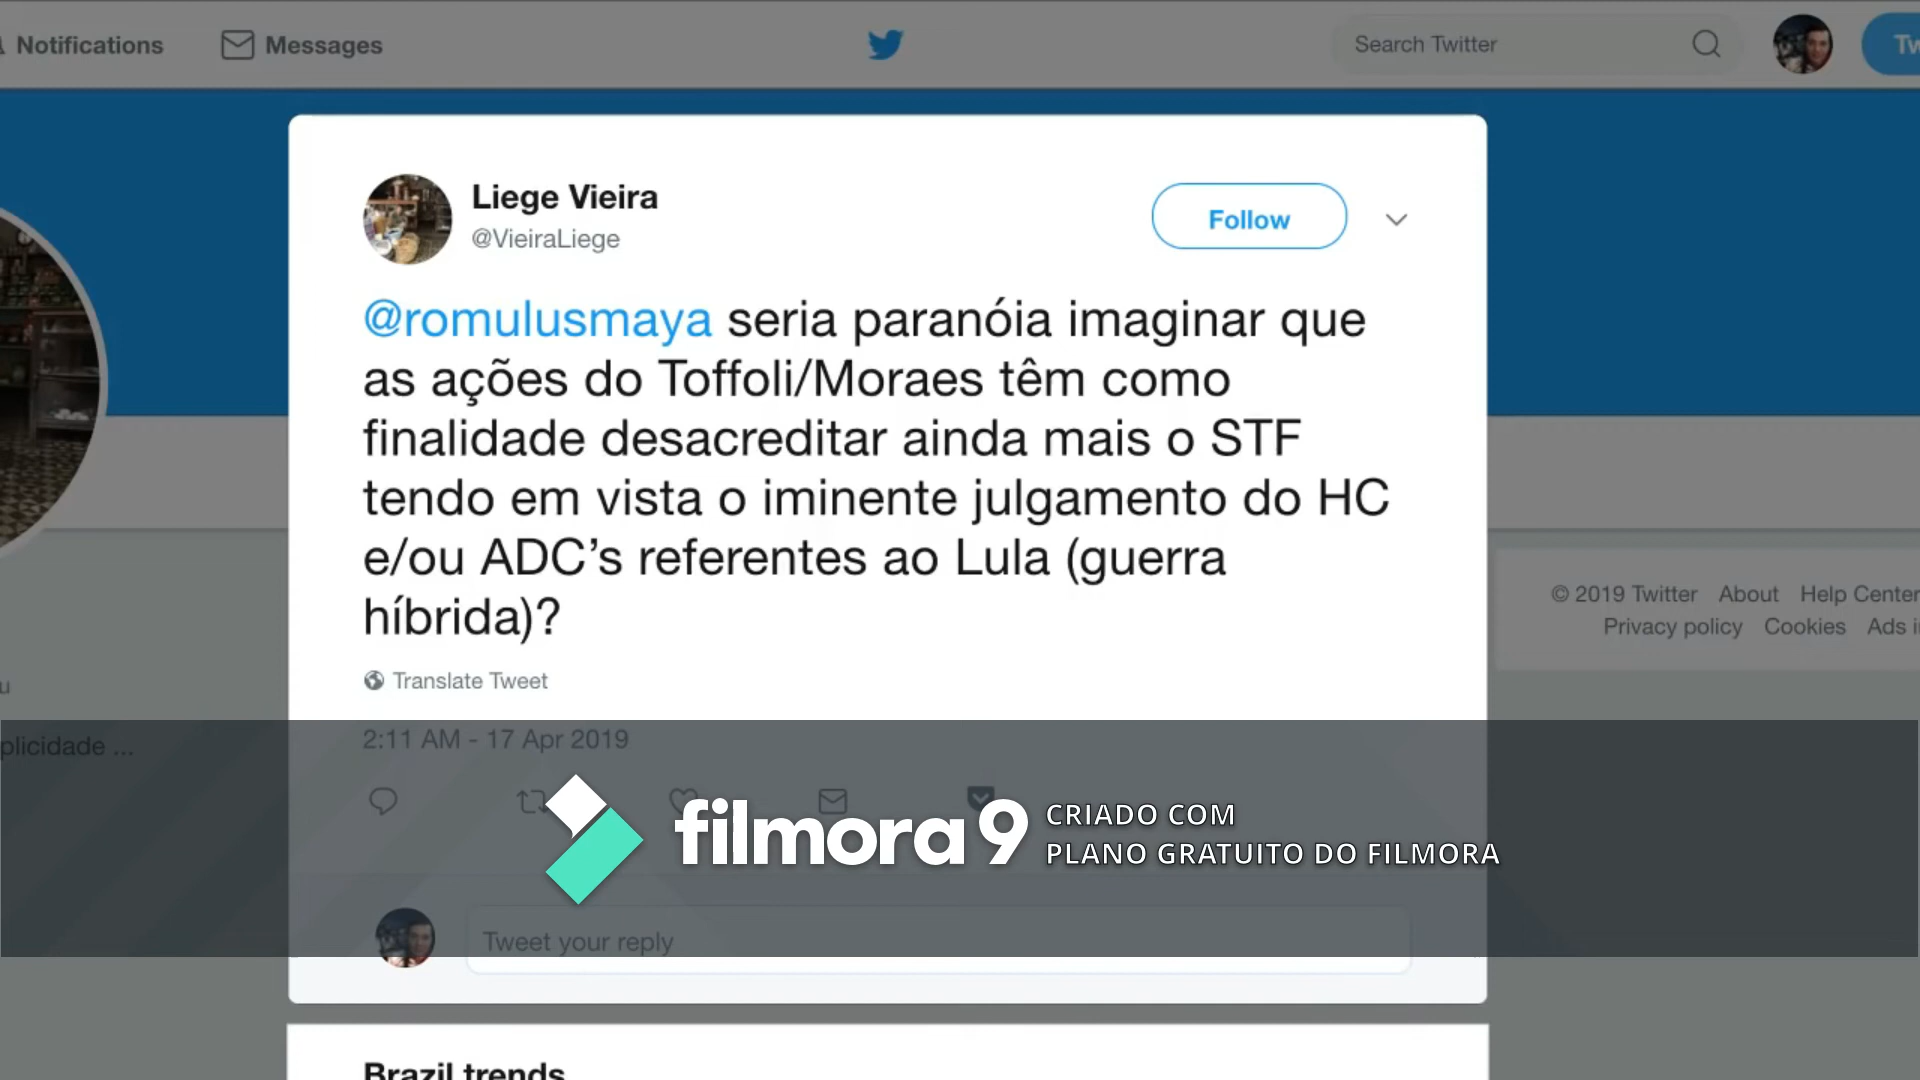 Notifications
Messages
Search Twitter
Liege Vieira
@VieiraLiege
Follow
@romulusmaya seria paranóia imaginar que
as ações do Toffoli/Moraes têm como
finalidade desacreditar ainda mais o STF
tendo em vista o iminente julgamento do HC
e/ou ADC’s referentes ao Lula (guerra
híbrida)?
Translate Tweet
© 2019 Twitter About Help Center
Privacy policy Cookies Ads
plicidade ...
2:11 AM - 17 Apr 2019
filmora9
CRIADO COM
PLANO GRATUITO DO FILMORA
Tweet your reply
Brazil trends